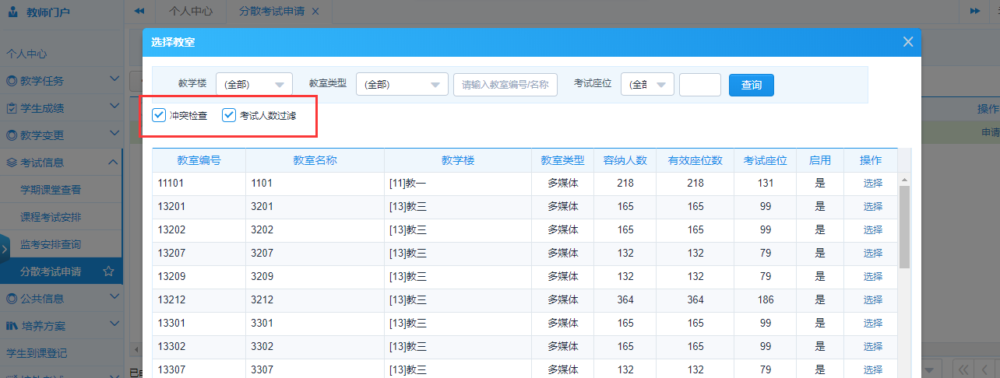 教师门户
个人中心
分散考试申请
个人中心
教学任务
学生成绩
教学变更
考试信息
学期课堂查看
课程考试安排
监考安排查询
分散考试申请
公共信息
培养方案
学生到课登记
选择教室
教学楼 (全部) 教室类型 (全部) 请输入教室编号/名称 考试座位 查询
冲突检查 考试人数过滤
教室编号 教室名称 教学楼 教室类型 容纳人数 有效座位数 考试座位 启用 操作
11101 1101 [11]教一 多媒体 218 218 131 是 选择
13201 3201 [13]教三 多媒体 165 165 99 是 选择
13202 3202 [13]教三 多媒体 165 165 99 是 选择
13207 3207 [13]教三 多媒体 132 132 79 是 选择
13209 3209 [13]教三 多媒体 132 132 79 是 选择
13212 3212 [13]教三 多媒体 364 364 186 是 选择
13301 3301 [13]教三 多媒体 165 165 99 是 选择
13302 3302 [13]教三 多媒体 165 165 99 是 选择
13307 3307 [13]教三 多媒体 132 132 79 是 选择
操作
申请